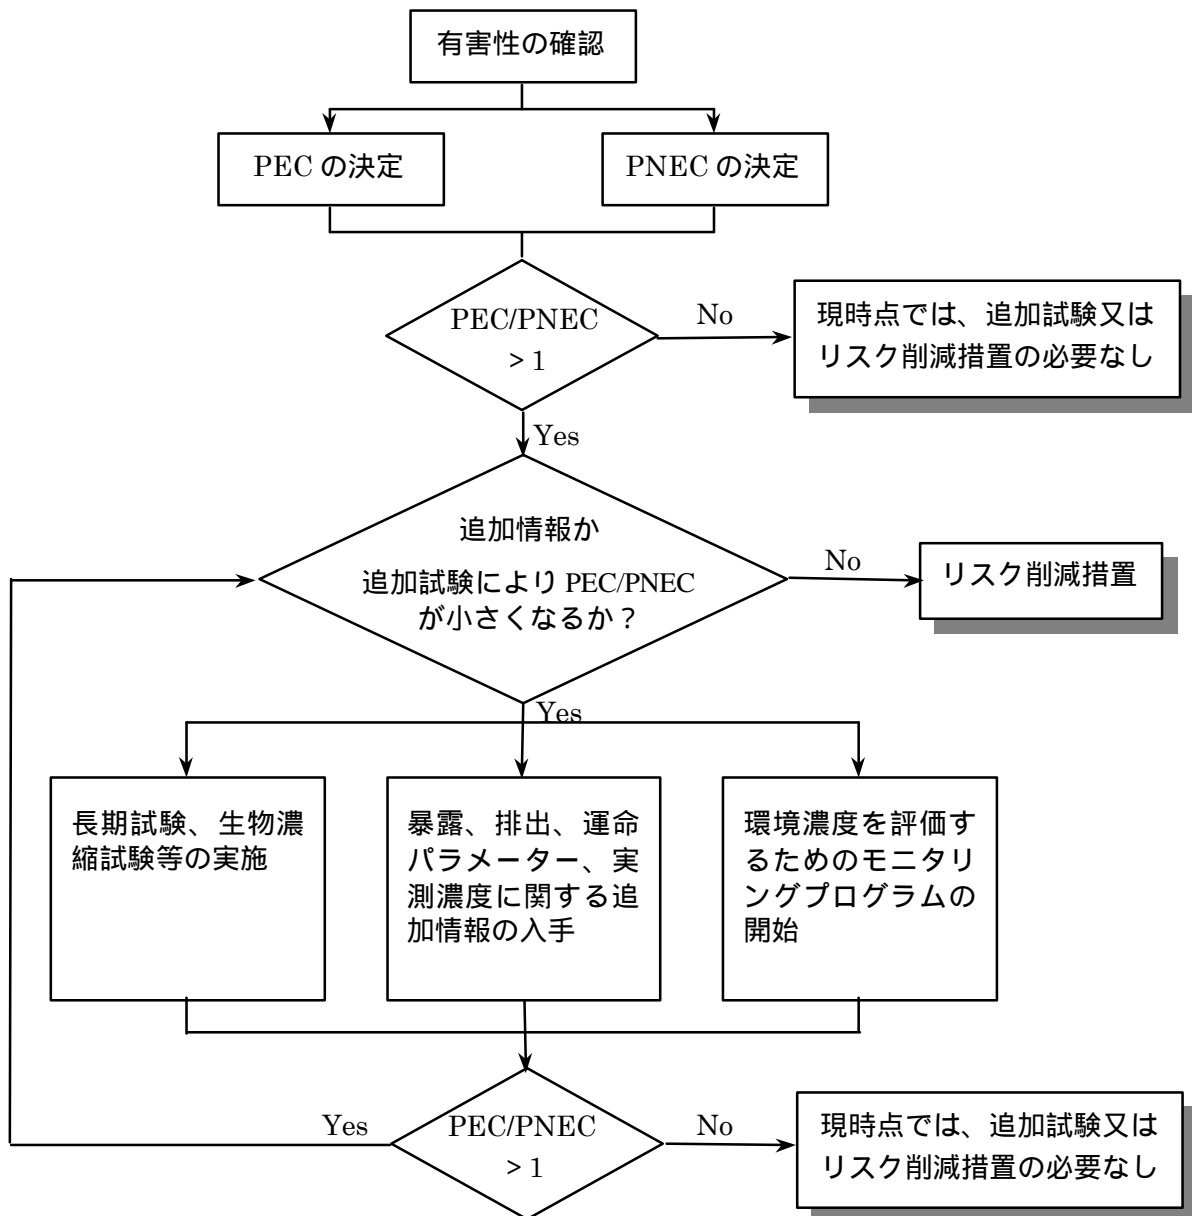 有害性の確認
PEC の決定
PNEC の決定
PEC/PNEC
> 1
No
現時点では、追加試験又は
リスク削減措置の必要なし
Yes
追加情報か
追加試験により PEC/PNEC
が小さくなるか？
No
リスク削減措置
Yes
長期試験、生物濃
縮試験等の実施
暴露、排出、運命
パラメーター、実
測濃度に関する追
加情報の入手
環境濃度を評価す
るためのモニタリ
ングプログラムの
開始
Yes
PEC/PNEC
> 1
No
現時点では、追加試験又は
リスク削減措置の必要なし